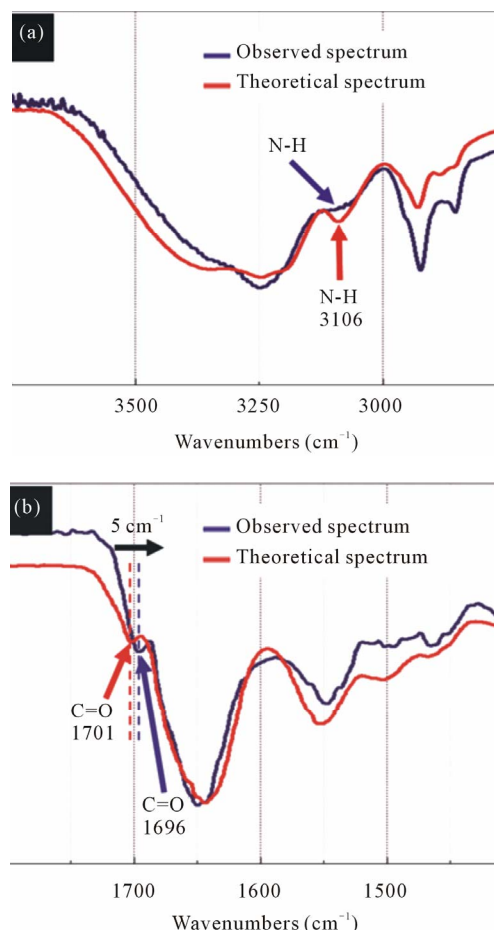 (a)
Observed spectrum
Theoretical spectrum
N-H
N-H
3106
3500
3250
3000
Wavenumbers (cm⁻¹)
(b)
5 cm⁻¹
Observed spectrum
Theoretical spectrum
C=O
1701
C=O
1696
1700
1600
1500
Wavenumbers (cm⁻¹)